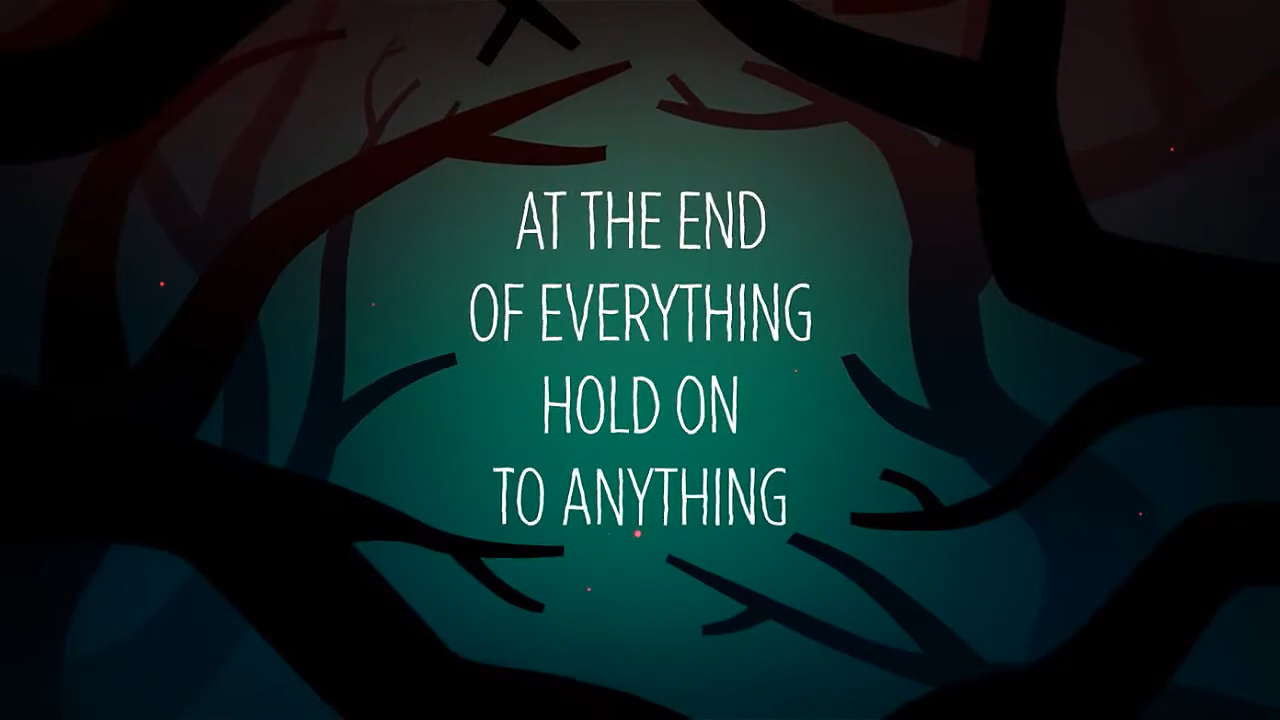 AT THE END
OF EVERYTHING
HOLD ON
TO ANYTHING